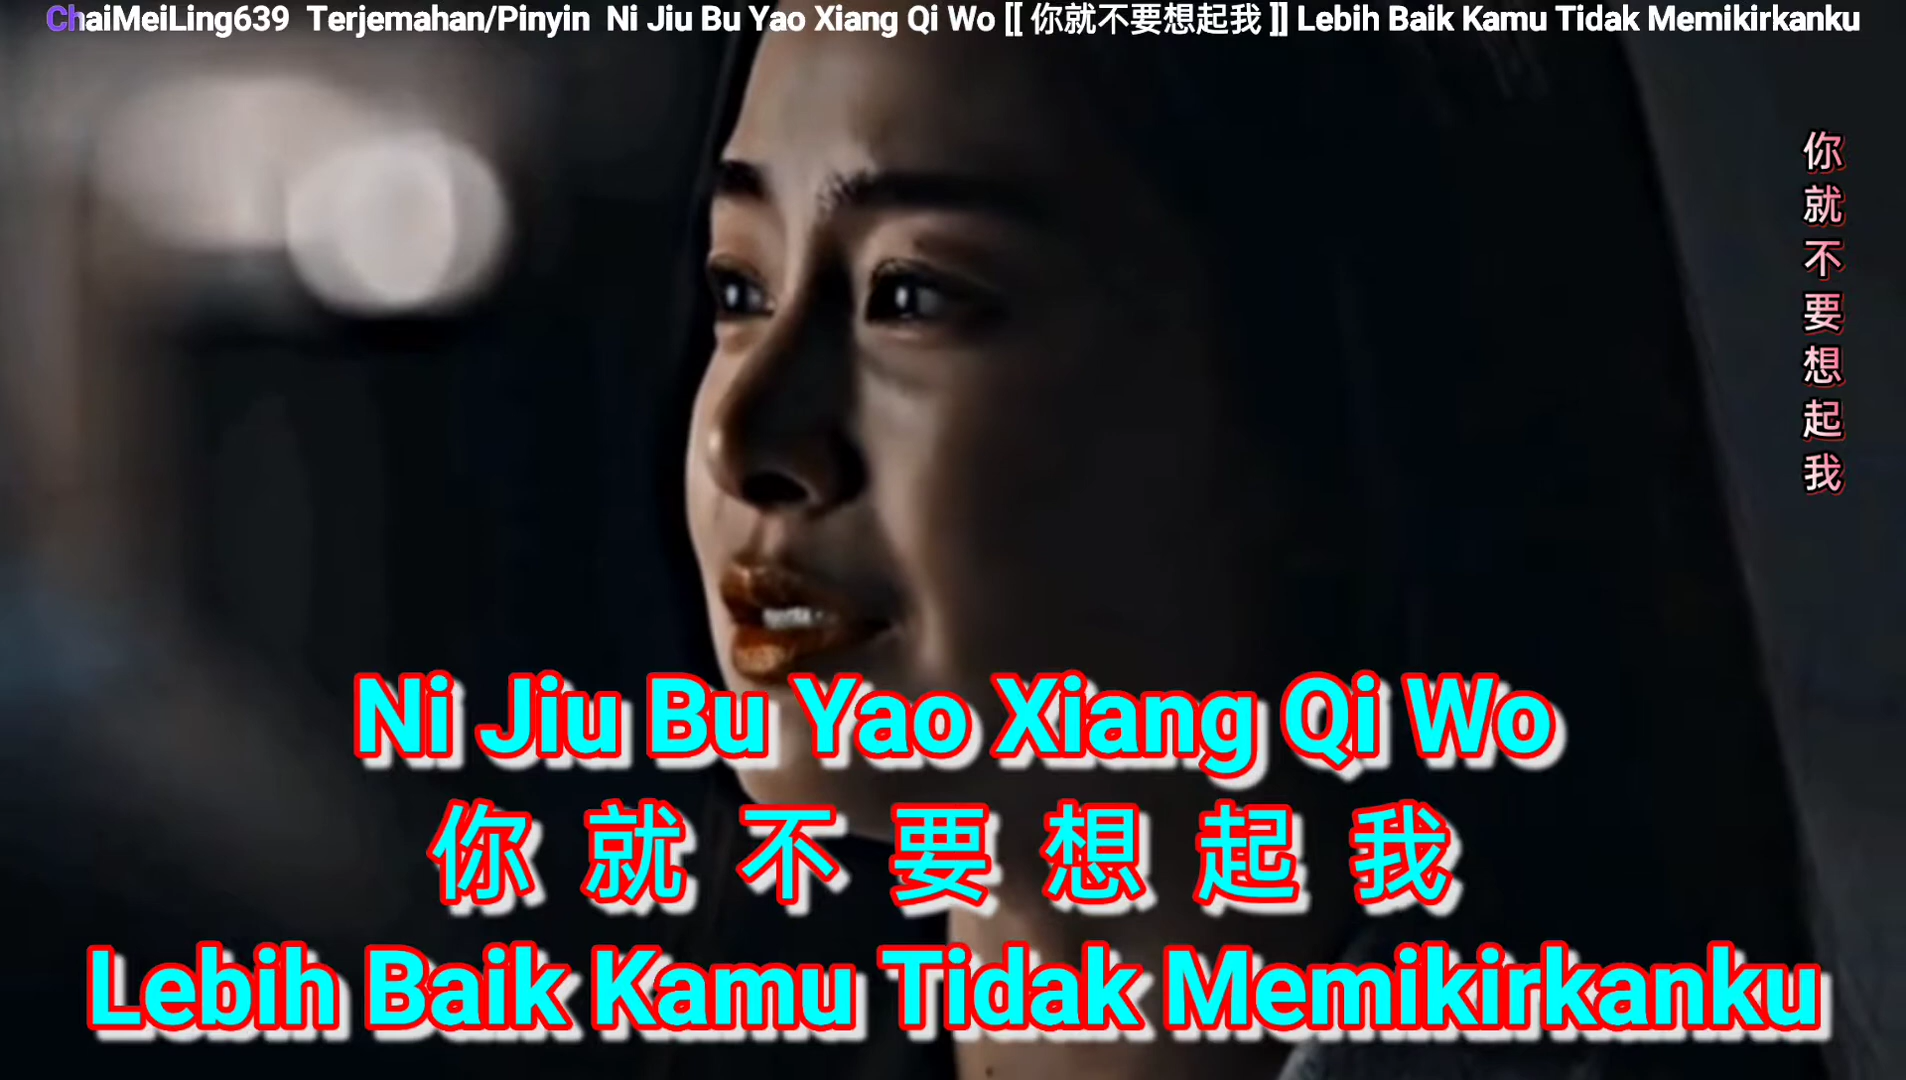 ChaiMeiLing639 Terjemahan/Pinyin Ni Jiu Bu Yao Xiang Qi Wo [[ 你就不要想起我 ]] Lebih Baik Kamu Tidak Memikirkanku
你就不要想起我
Ni Jiu Bu Yao Xiang Qi Wo
你 就 不 要 想 起 我
Lebih Baik Kamu Tidak Memikirkanku